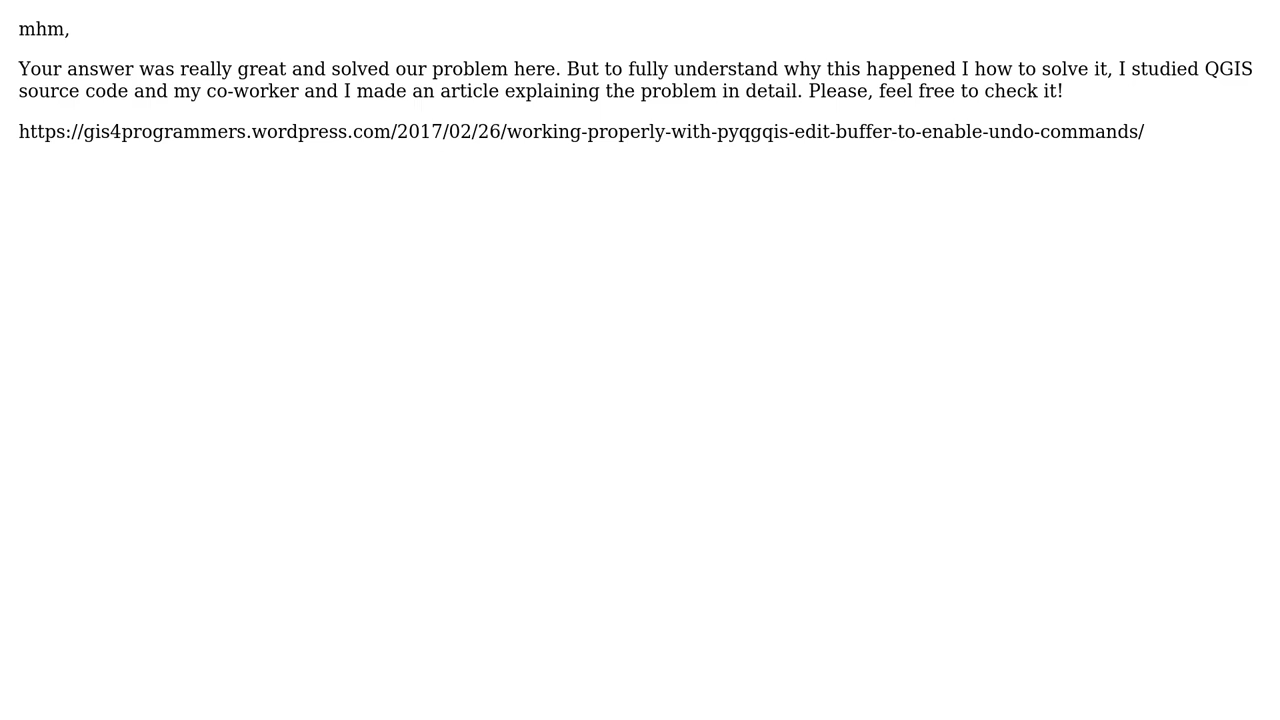 mhm,
Your answer was really great and solved our problem here. But to fully understand why this happened I how to solve it, I studied QGIS
source code and my co-worker and I made an article explaining the problem in detail. Please, feel free to check it!
https://gis4programmers.wordpress.com/2017/02/26/working-properly-with-pyqgqis-edit-buffer-to-enable-undo-commands/